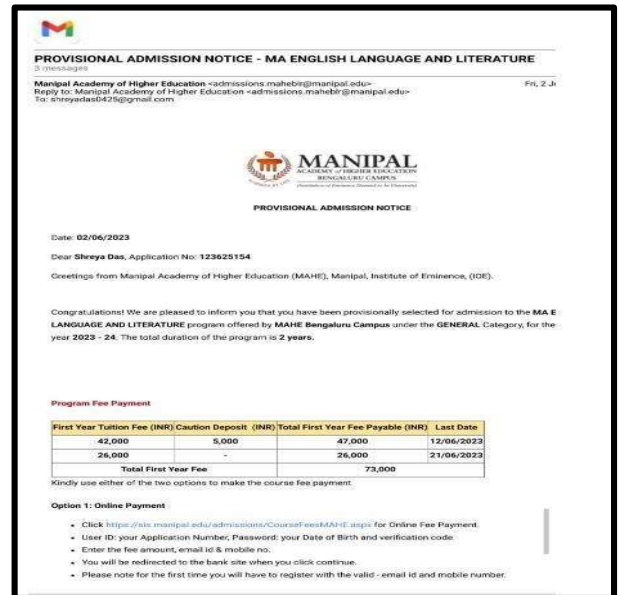 PROVISIONAL ADMISSION NOTICE - MA ENGLISH LANGUAGE AND LITERATURE
3 messages
Manipal Academy of Higher Education <admissions.maheblr@manipal.edu> Fri, 2 J
Reply to: Manipal Academy of Higher Education <admissions.maheblr@manipal.edu>
To: shreyadas0425@gmail.com
MANIPAL
ACADEMY of HIGHER EDUCATION
BENGALURU CAMPUS
(Institution of Eminence Deemed to be University)
PROVISIONAL ADMISSION NOTICE
Date: 02/06/2023
Dear Shreya Das, Application No: 123625154
Greetings from Manipal Academy of Higher Education (MAHE), Manipal, Institute of Eminence, (IOE).
Congratulations! We are pleased to inform you that you have been provisionally selected for admission to the MA E
LANGUAGE AND LITERATURE program offered by MAHE Bengaluru Campus under the GENERAL Category, for the
year 2023 - 24. The total duration of the program is 2 years.
Program Fee Payment
First Year Tuition Fee (INR) Caution Deposit (INR) Total First Year Fee Payable (INR) Last Date
42,000 5,000 47,000 12/06/2023
26,000 - 26,000 21/06/2023
Total First Year Fee 73,000
Kindly use either of the two options to make the course fee payment
Option 1: Online Payment
• Click https://sis.manipal.edu/admissions/CourseFeesMAHE.aspx for Online Fee Payment.
• User ID: your Application Number, Password: your Date of Birth and verification code.
• Enter the fee amount, email id & mobile no.
• You will be redirected to the bank site when you click continue.
• Please note for the first time you will have to register with the valid - email id and mobile number.